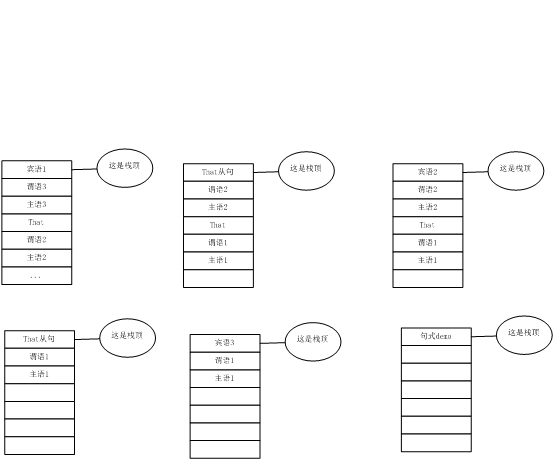 宾语1
这是栈顶
谓语3
主语3
That
谓语2
主语2
...
That从句
这是栈顶
谓语2
主语2
That
谓语1
主语1
宾语2
这是栈顶
谓语2
主语2
That
谓语1
主语1
That从句
这是栈顶
谓语1
主语1
宾语3
这是栈顶
谓语1
主语1
句式demo
这是栈顶